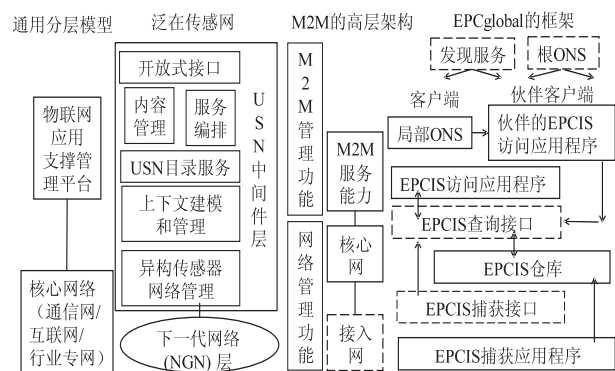 通用分层模型
泛在传感网
M2M的高层架构
EPCglobal的框架
物联网
应用
支撑管
理平台
核心网络
（通信网/
互联网/
行业专网）
开放式接口
内容
管理
服务
编排
USN目录服务
上下文建模
和管理
异构传感器
网络管理
USN中间件层
下一代网络
(NGN) 层
M2M管理功能
网络管理功能
M2M
服务
能力
核心
网
接入
网
发现服务
根ONS
客户端
伙伴客户端
局部ONS
伙伴的EPCIS
访问应用程序
EPCIS访问应用程序
EPCIS查询接口
EPCIS仓库
EPCIS捕获接口
EPCIS捕获应用程序